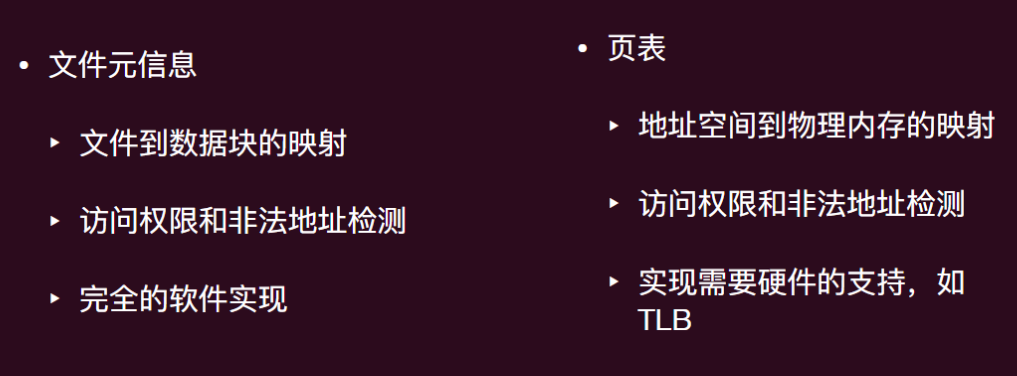 • 文件元信息
‣ 文件到数据块的映射
‣ 访问权限和非法地址检测
‣ 完全的软件实现
• 页表
‣ 地址空间到物理内存的映射
‣ 访问权限和非法地址检测
‣ 实现需要硬件的支持，如
TLB